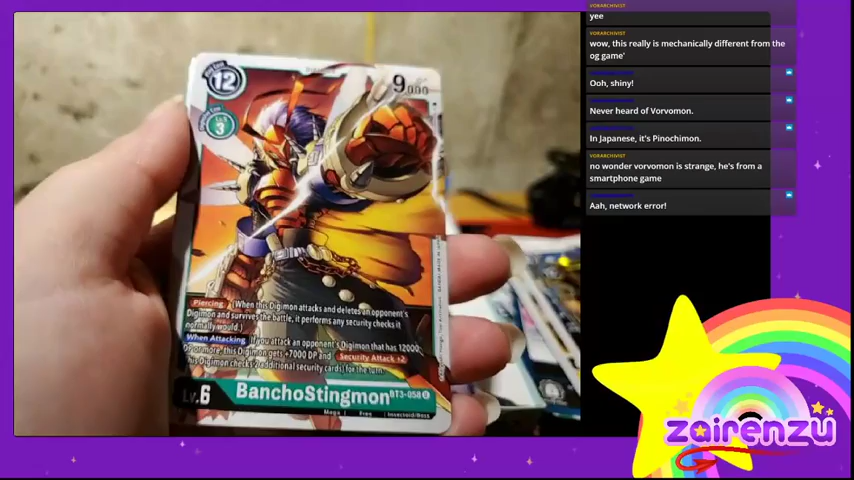 12
9000
Lv.3
Piercing (When this Digimon attacks and deletes an opponent's
Digimon and survives the battle, it performs any security checks it
normally would.)
When Attacking If you attack an opponent's Digimon that has 12000
DP or more, this Digimon gets +7000 DP and Security Attack +2
this Digimon checks 2 additional security cards) for the turn.
Lv.6
BanchoStingmon
BT3-058
Mega
Free
Insectoid/Boss
VORARCHIVIST
yee
VORARCHIVIST
wow, this really is mechanically different from the
og game'
Ooh, shiny!
Never heard of Vorvomon.
In Japanese, it's Pinochimon.
VORARCHIVIST
no wonder vorvomon is strange, he's from a
smartphone game
Aah, network error!
zairenzu